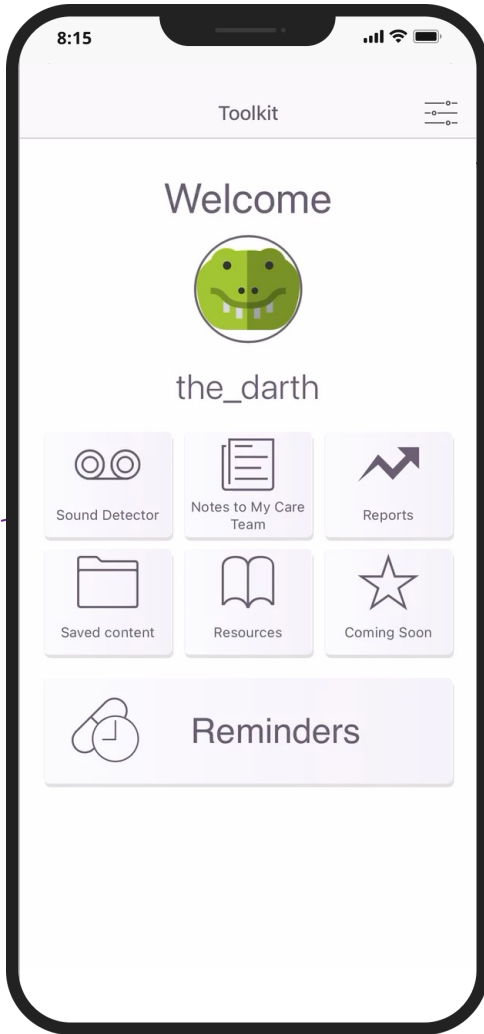 8:15
Toolkit
Welcome
the_darth
Sound Detector
Notes to My Care
Team
Reports
Saved content
Resources
Coming Soon
Reminders